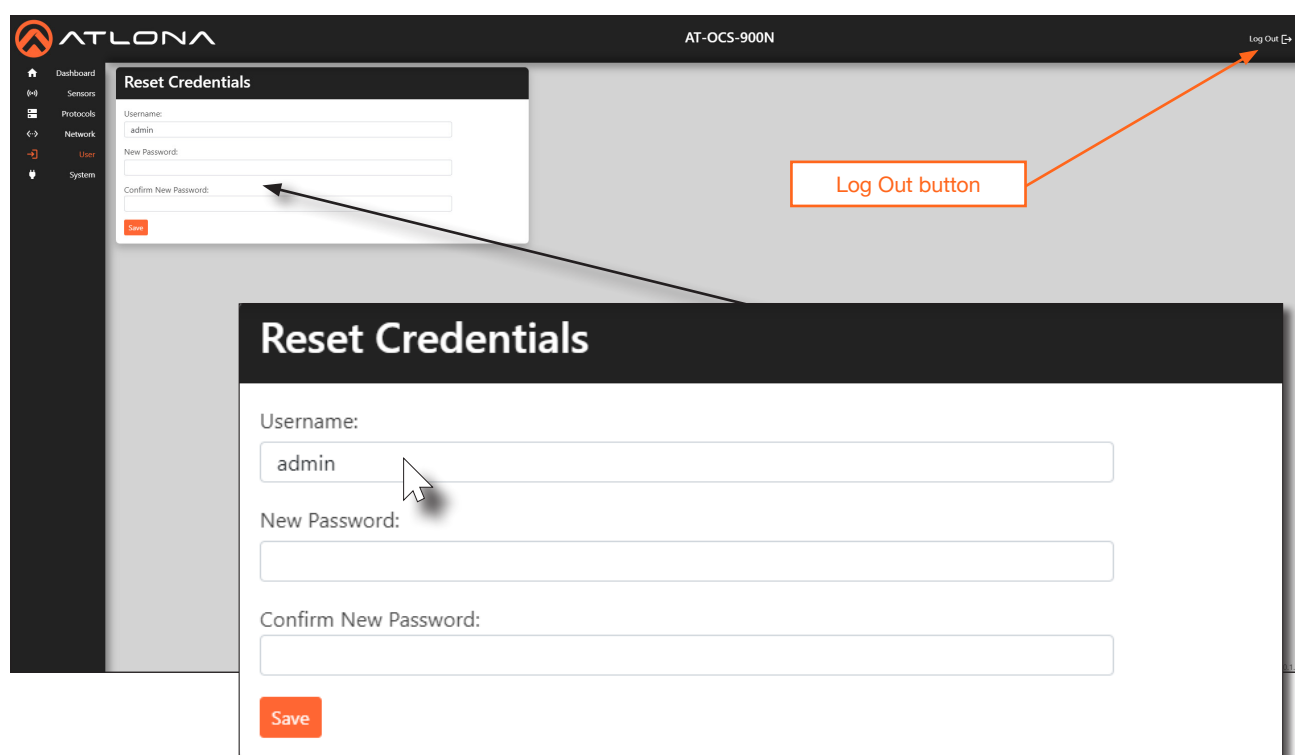 ATLONA
AT-OCS-900N
Log Out
Dashboard
Sensors
Protocols
Network
User
System
Reset Credentials
Username:
admin
New Password:
Confirm New Password:
Save
Log Out button
Reset Credentials
Username:
admin
New Password:
Confirm New Password:
Save